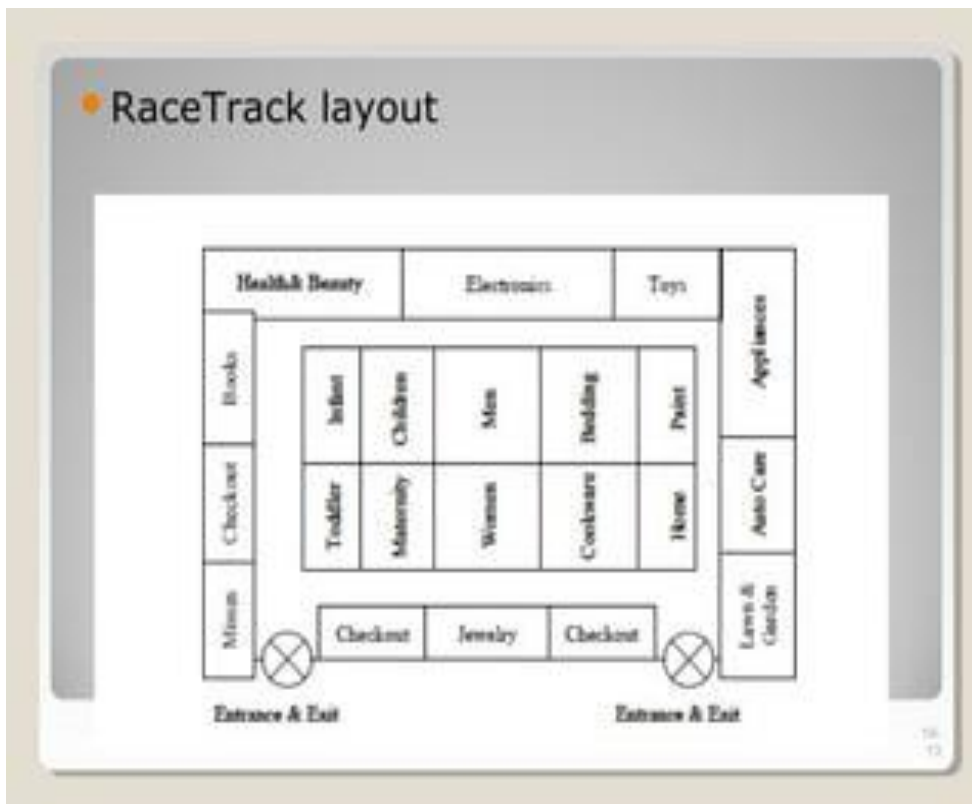 RaceTrack layout
Health& Beauty
Electronics
Toys
Appliances
Books
Infant
Children
Men
Bedding
Paint
Checkout
Toddler
Maternity
Women
Cookware
Home
Auto Care
Checkout
Jewelry
Checkout
Lawn &
Garden
Entrance & Exit
Entrance & Exit